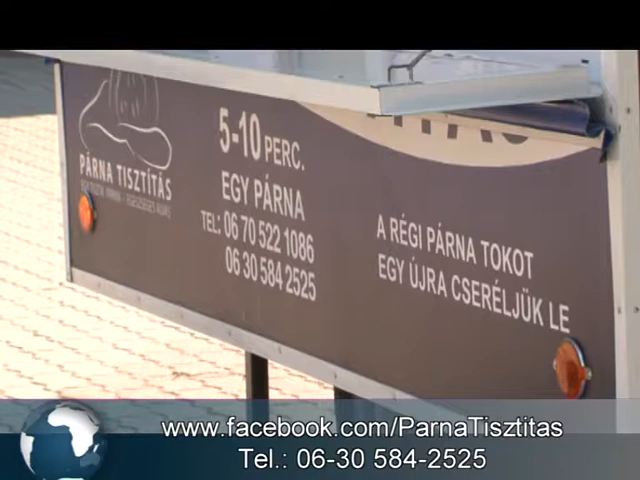 PÁRNA TISZTÍTÁS
5-10 PERC.
EGY PÁRNA
TEL: 06 70 522 1086
06 30 584 2525
A RÉGI PÁRNA TOKOT
EGY ÚJRA CSERÉLJÜK LE
www.facebook.com/ParnaTisztitas
Tel.: 06-30 584-2525